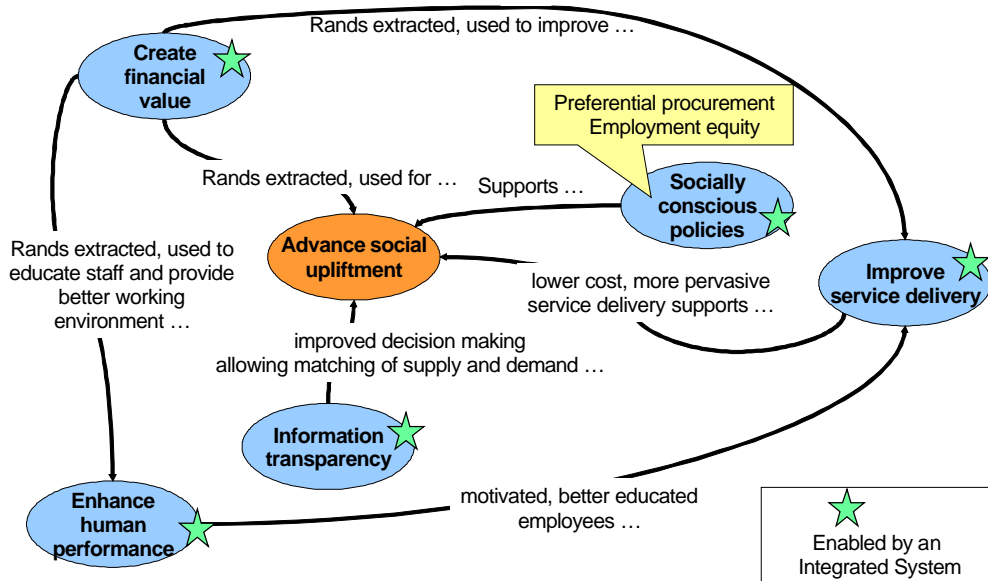 Rands extracted, used to improve …
Create
financial
value
Preferential procurement
Employment equity
Rands extracted, used for …
Supports …
Socially
conscious
policies
Advance social
upliftment
Rands extracted, used to
educate staff and provide
better working
environment …
lower cost, more pervasive
service delivery supports …
Improve
service delivery
improved decision making
allowing matching of supply and demand …
Information
transparency
Enhance
human
performance
motivated, better educated
employees …
Enabled by an
Integrated System